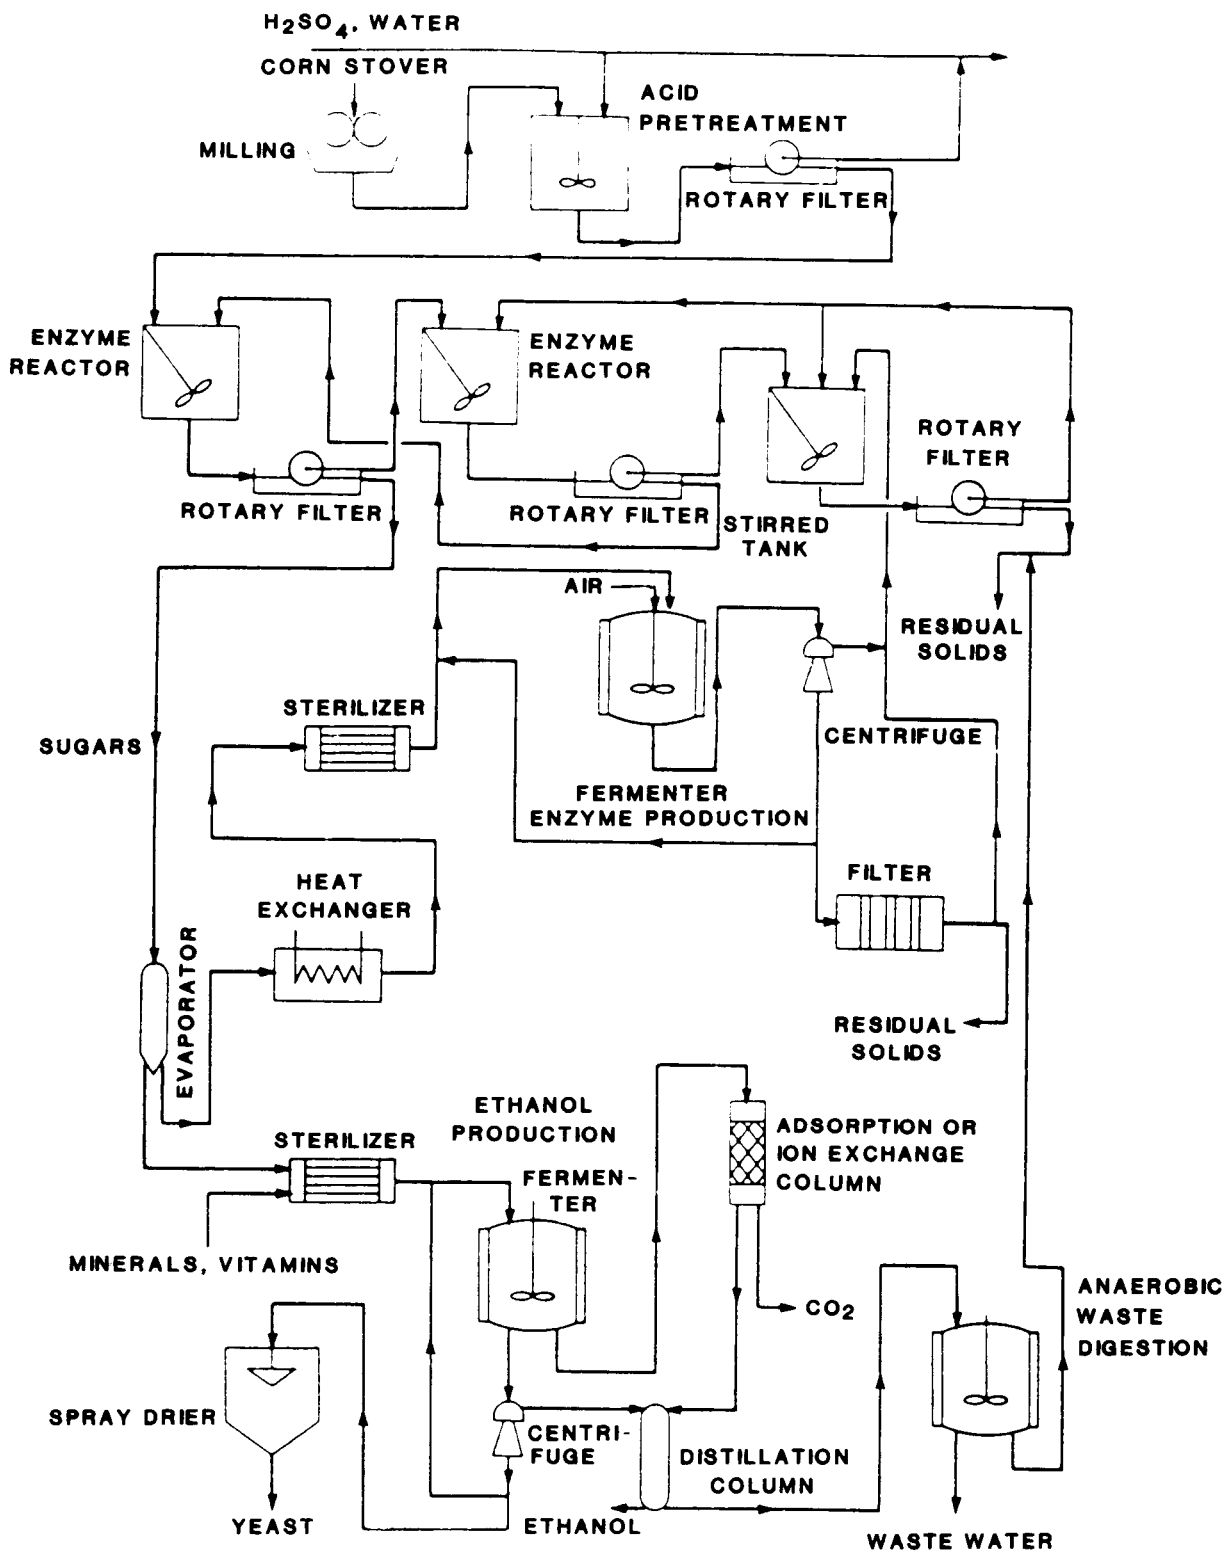 H₂SO₄, WATER
CORN STOVER
ACID
PRETREATMENT
MILLING
ROTARY FILTER
ENZYME
REACTOR
ENZYME
REACTOR
ROTARY
FILTER
ROTARY FILTER
ROTARY FILTER
STIRRED
TANK
AIR
RESIDUAL
SOLIDS
STERILIZER
SUGARS
CENTRIFUGE
FERMENTER
ENZYME PRODUCTION
HEAT
EXCHANGER
FILTER
EVAPORATOR
RESIDUAL
SOLIDS
ETHANOL
PRODUCTION
ADSORPTION OR
ION EXCHANGE
COLUMN
STERILIZER
FERMEN-
TER
MINERALS, VITAMINS
CO₂
ANAEROBIC
WASTE
DIGESTION
SPRAY DRIER
CENTRI-
FUGE
DISTILLATION
COLUMN
YEAST
ETHANOL
WASTE WATER